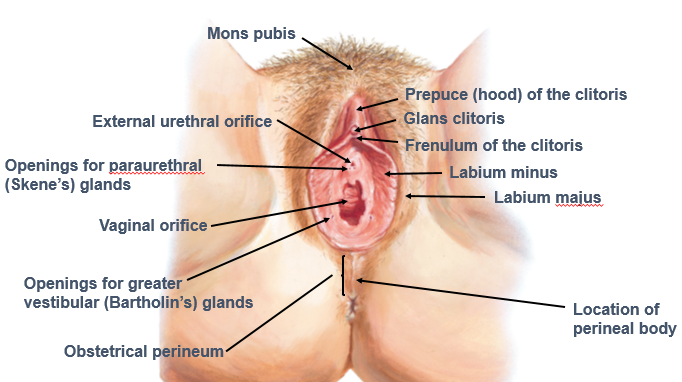 Mons pubis
Prepuce (hood) of the clitoris
Glans clitoris
External urethral orifice
Frenulum of the clitoris
Openings for paraurethral
(Skene's) glands
Labium minus
Labium majus
Vaginal orifice
Openings for greater
vestibular (Bartholin's) glands
Location of
perineal body
Obstetrical perineum